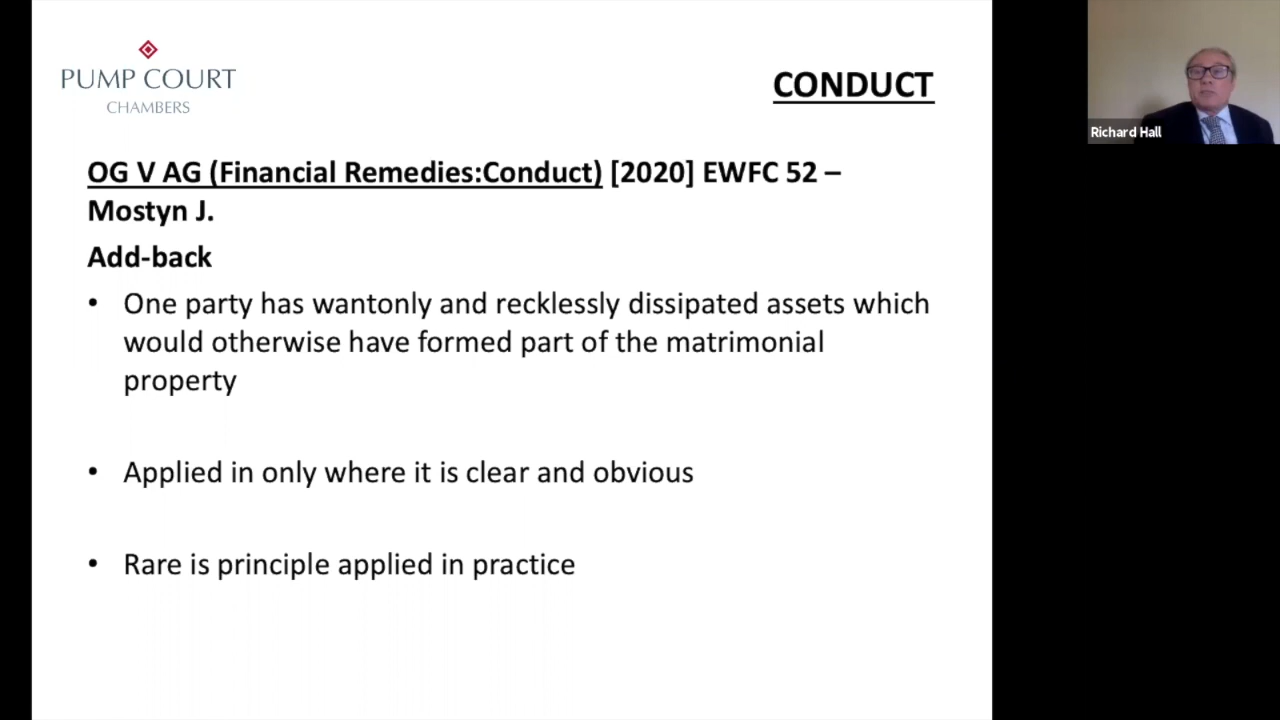 PUMP COURT
CHAMBERS
CONDUCT
OG V AG (Financial Remedies:Conduct) [2020] EWFC 52 –
Mostyn J.
Add-back
• One party has wantonly and recklessly dissipated assets which
would otherwise have formed part of the matrimonial
property
• Applied in only where it is clear and obvious
• Rare is principle applied in practice
Richard Hall